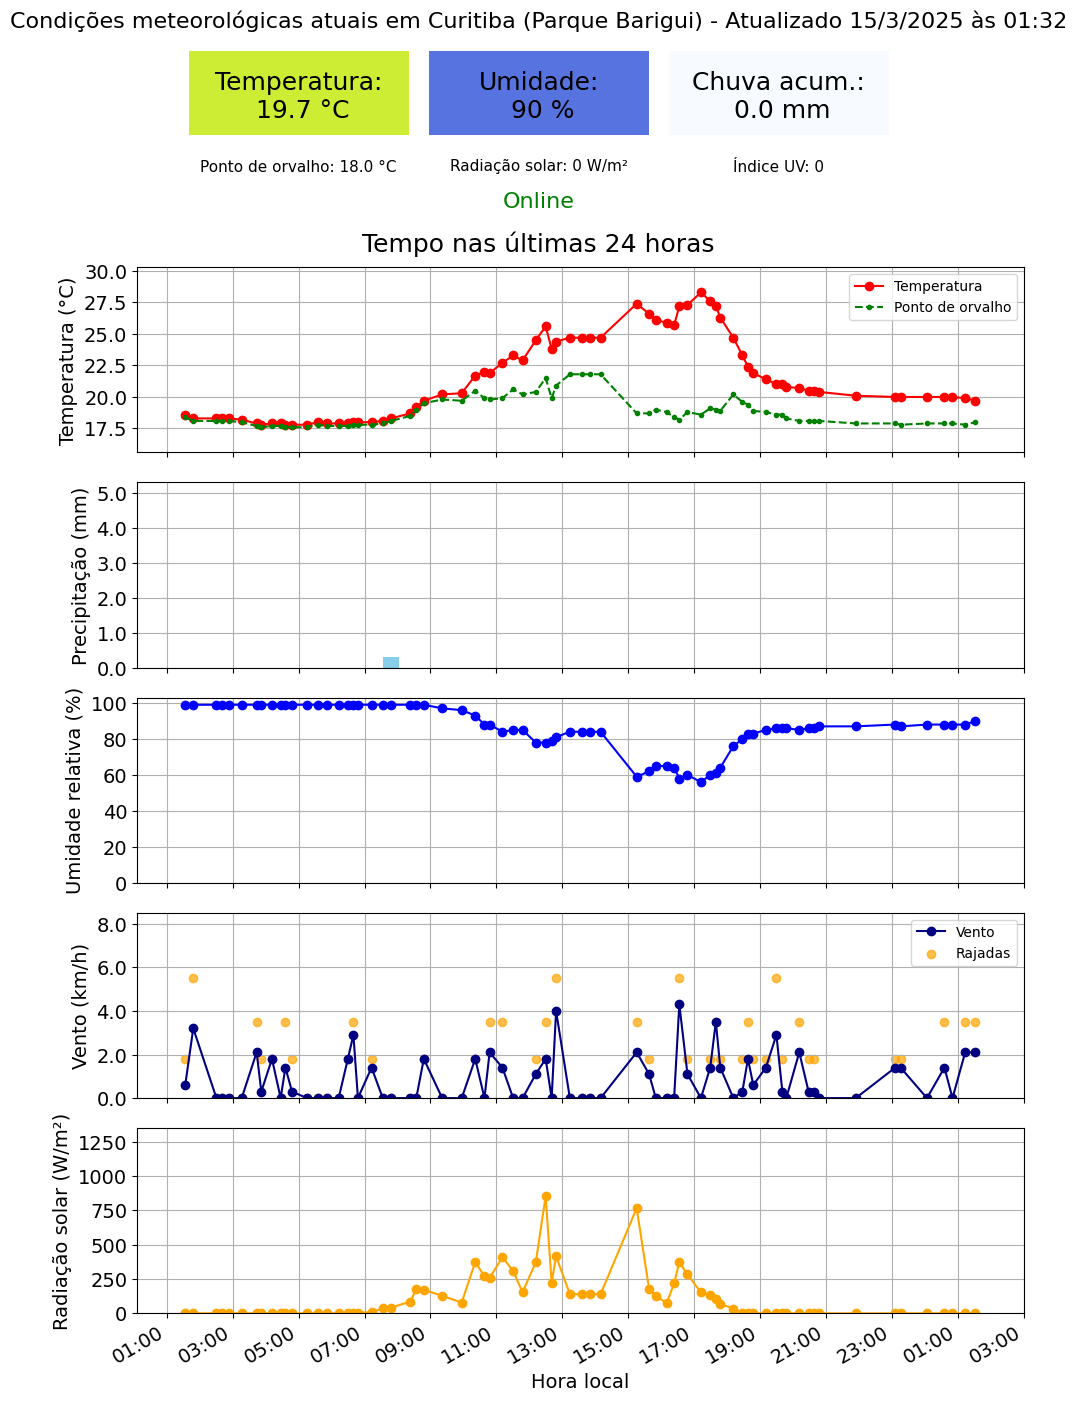 Condições meteorológicas atuais em Curitiba (Parque Barigui) - Atualizado 15/3/2025 às 01:32
Temperatura:
19.7 °C
Umidade:
90 %
Chuva acum.:
0.0 mm
Ponto de orvalho: 18.0 °C
Radiação solar: 0 W/m²
Índice UV: 0
Online
Tempo nas últimas 24 horas
Temperatura (°C)
30.0
27.5
25.0
22.5
20.0
17.5
Temperatura
Ponto de orvalho
Precipitação (mm)
5.0
4.0
3.0
2.0
1.0
0.0
Umidade relativa (%)
100
80
60
40
20
0
Vento (km/h)
8.0
6.0
4.0
2.0
0.0
Vento
Rajadas
Radiação solar (W/m²)
1250
1000
750
500
250
0
01:00
03:00
05:00
07:00
09:00
11:00
13:00
15:00
17:00
19:00
21:00
23:00
01:00
03:00
Hora local